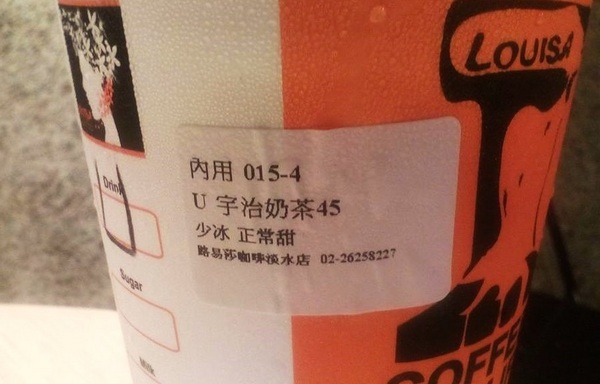 LOUISA
內用 015-4
U 宇治奶茶45
少冰 正常甜
路易莎咖啡淡水店 02-26258227
Drink
Sugar
Milk
COFFE